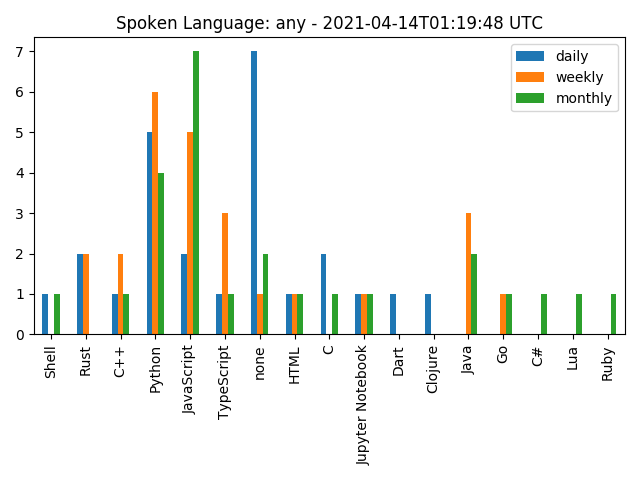 Spoken Language: any - 2021-04-14T01:19:48 UTC
daily
weekly
monthly
7
6
5
4
3
2
1
0
Shell
Rust
C++
Python
JavaScript
TypeScript
none
HTML
C
Jupyter Notebook
Dart
Clojure
Java
Go
C#
Lua
Ruby